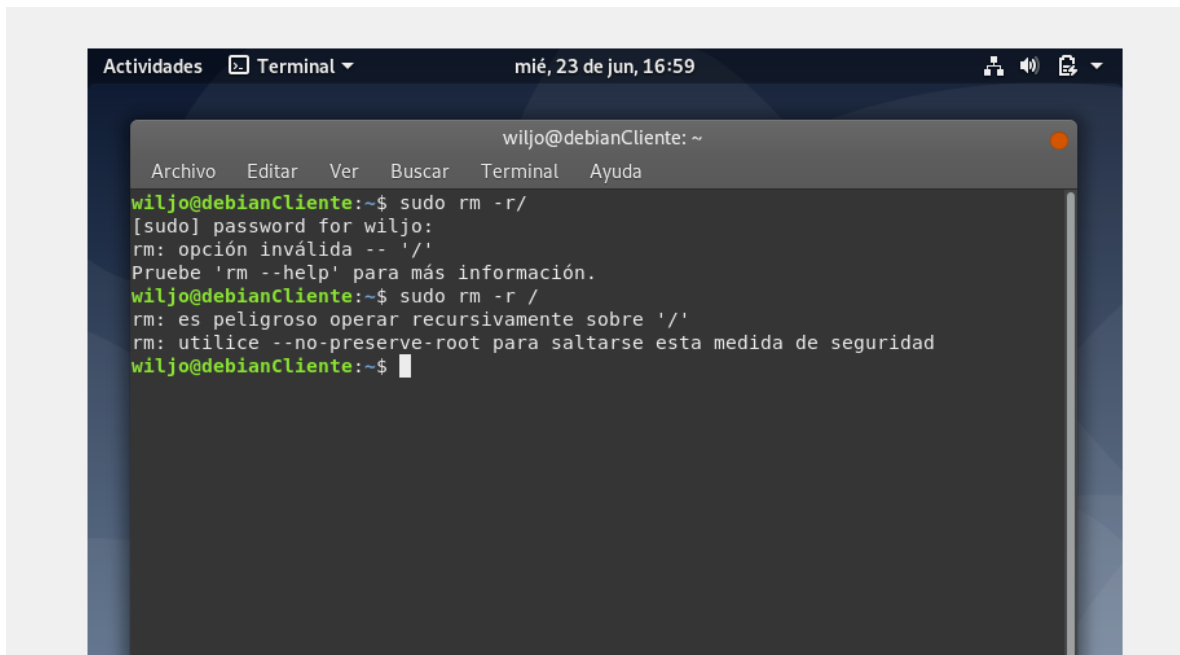 Actividades Terminal mié, 23 de jun, 16:59
wiljo@debianCliente: ~
Archivo Editar Ver Buscar Terminal Ayuda
wiljo@debianCliente:~$ sudo rm -r/
[sudo] password for wiljo:
rm: opción inválida -- '/'
Pruebe 'rm --help' para más información.
wiljo@debianCliente:~$ sudo rm -r /
rm: es peligroso operar recursivamente sobre '/'
rm: utilice --no-preserve-root para saltarse esta medida de seguridad
wiljo@debianCliente:~$